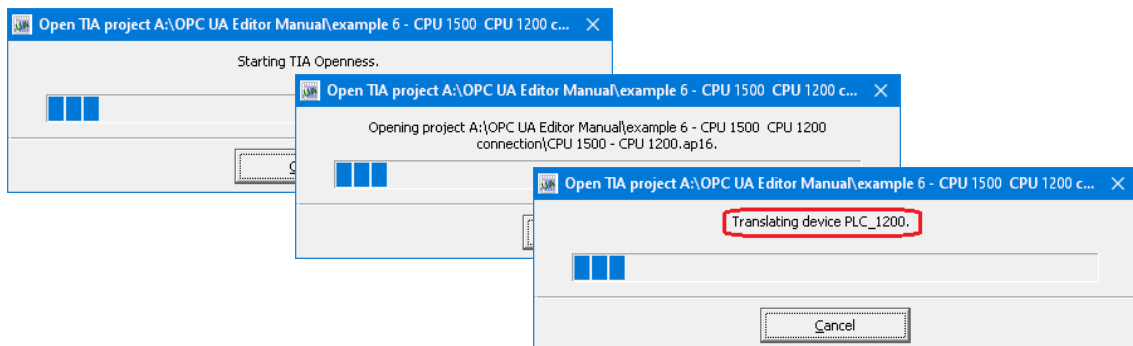 Open TIA project A:\OPC UA Editor Manual\example 6 - CPU 1500  CPU 1200 c...
Starting TIA Openness.
Open TIA project A:\OPC UA Editor Manual\example 6 - CPU 1500  CPU 1200 c...
Opening project A:\OPC UA Editor Manual\example 6 - CPU 1500  CPU 1200
connection\CPU 1500 - CPU 1200.ap16.
Open TIA project A:\OPC UA Editor Manual\example 6 - CPU 1500  CPU 1200 c...
Translating device PLC_1200.
Cancel